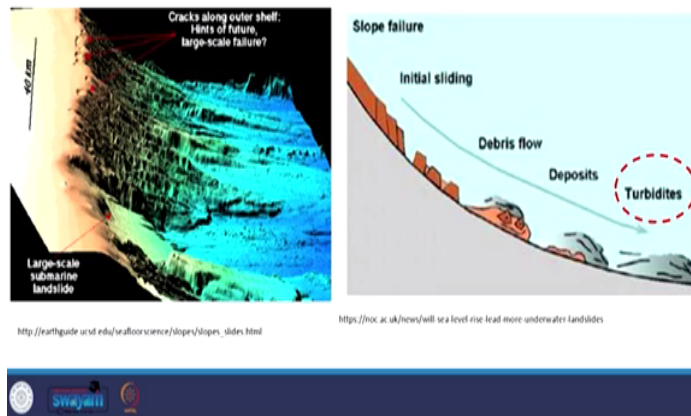 Cracks along outer shelf:
Hints of future,
large-scale failure?
40 km
Large-scale
submarine
landslide
http://earthguide.ucsd.edu/seafloorscience/slopes/slopes_slides.html
Slope failure
Initial sliding
Debris flow
Deposits
Turbidites
https://noc.ac.uk/news/will-sea-level-rise-lead-more-underwater-landslides
swayam